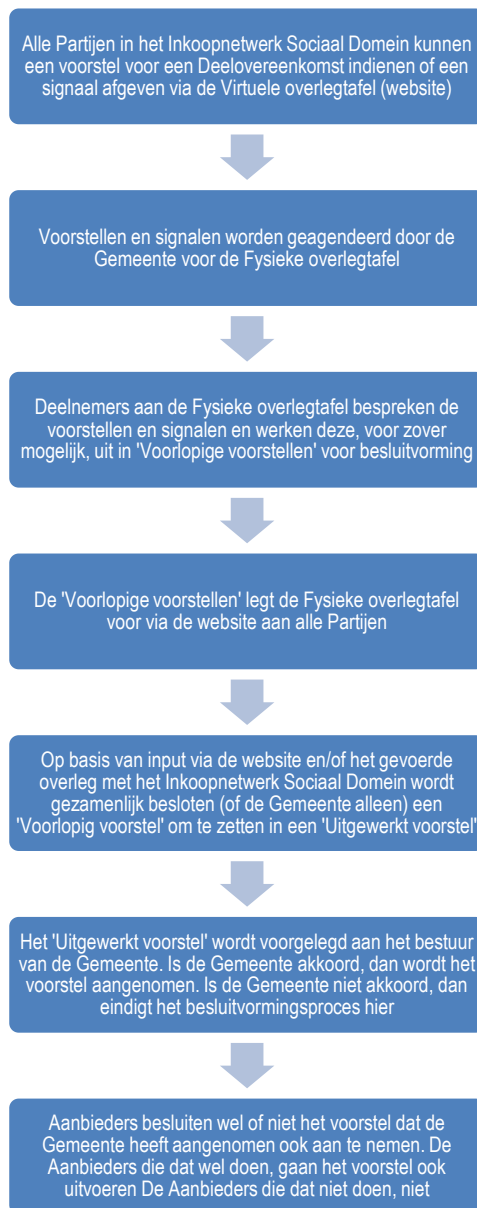 Alle Partijen in het Inkoopnetwerk Sociaal Domein kunnen
een voorstel voor een Deelovereenkomst indienen of een
signaal afgeven via de Virtuele overlegtafel (website)
Voorstellen en signalen worden geagendeerd door de
Gemeente voor de Fysieke overlegtafel
Deelnemers aan de Fysieke overlegtafel bespreken de
voorstellen en signalen en werken deze, voor zover
mogelijk, uit in 'Voorlopige voorstellen' voor besluitvorming
De 'Voorlopige voorstellen' legt de Fysieke overlegtafel
voor via de website aan alle Partijen
Op basis van input via de website en/of het gevoerde
overleg met het Inkoopnetwerk Sociaal Domein wordt
gezamenlijk besloten (of de Gemeente alleen) een
'Voorlopig voorstel' om te zetten in een 'Uitgewerkt voorstel'
Het 'Uitgewerkt voorstel' wordt voorgelegd aan het bestuur
van de Gemeente. Is de Gemeente akkoord, dan wordt het
voorstel aangenomen. Is de Gemeente niet akkoord, dan
eindigt het besluitvormingsproces hier
Aanbieders besluiten wel of niet het voorstel dat de
Gemeente heeft aangenomen ook aan te nemen. De
Aanbieders die dat wel doen, gaan het voorstel ook
uitvoeren De Aanbieders die dat niet doen, niet